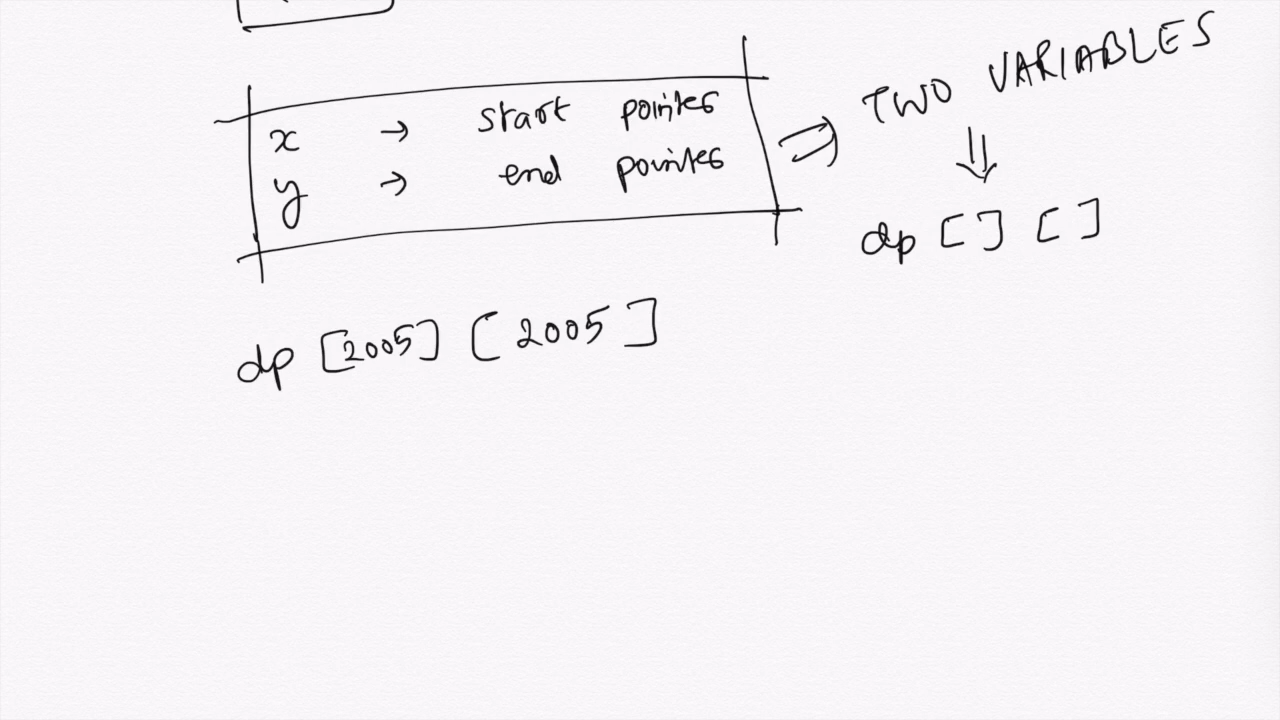 x → start pointer
y → end pointer
⇒ TWO VARIABLES
⇓
dp [ ] [ ]
dp [2005] [2005]